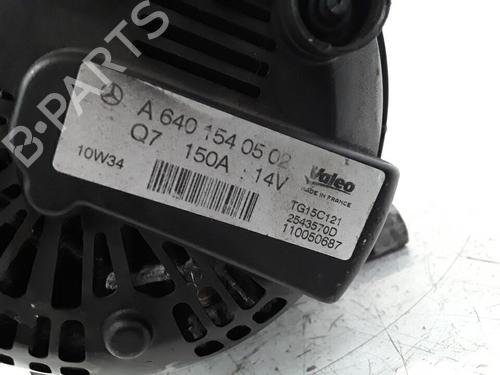 B-PARTS
A 640 154 05 02
Q7 150A : 14V
10W34
Valeo
MADE IN FRANCE
TG15C121
2543570D
110050687